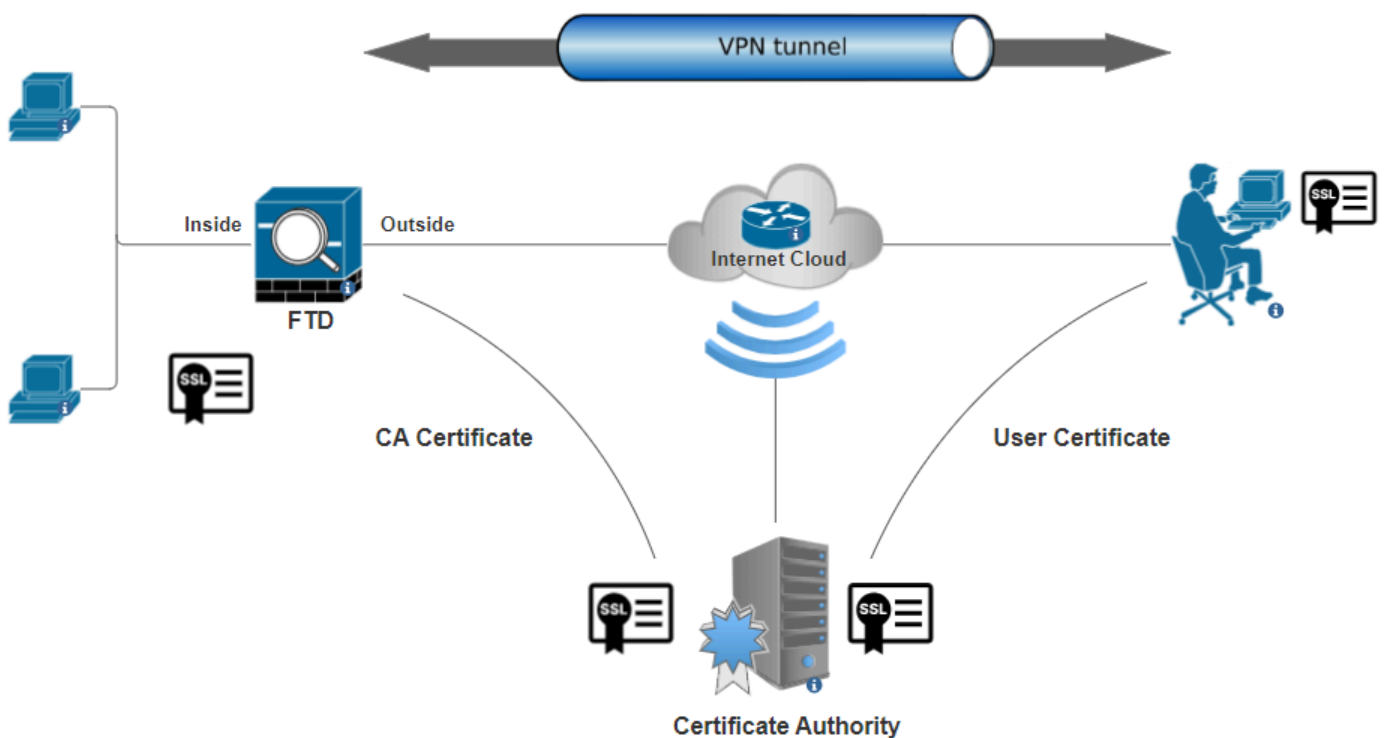 VPN tunnel
SSL
Inside
Outside
Internet Cloud
FTD
SSL
CA Certificate
User Certificate
SSL
SSL
Certificate Authority